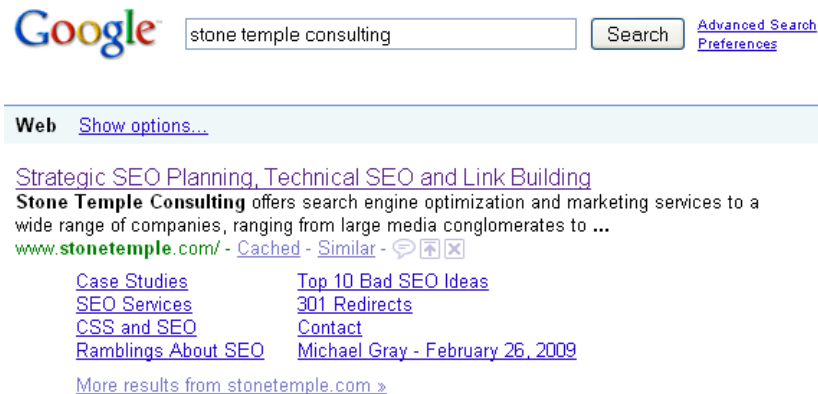 Google stone temple consulting Search Advanced Search
Preferences
Web Show options...
Strategic SEO Planning, Technical SEO and Link Building
Stone Temple Consulting offers search engine optimization and marketing services to a
wide range of companies, ranging from large media conglomerates to ...
www.stonetemple.com/ - Cached - Similar -
Case Studies Top 10 Bad SEO Ideas
SEO Services 301 Redirects
CSS and SEO Contact
Ramblings About SEO Michael Gray - February 26, 2009
More results from stonetemple.com »